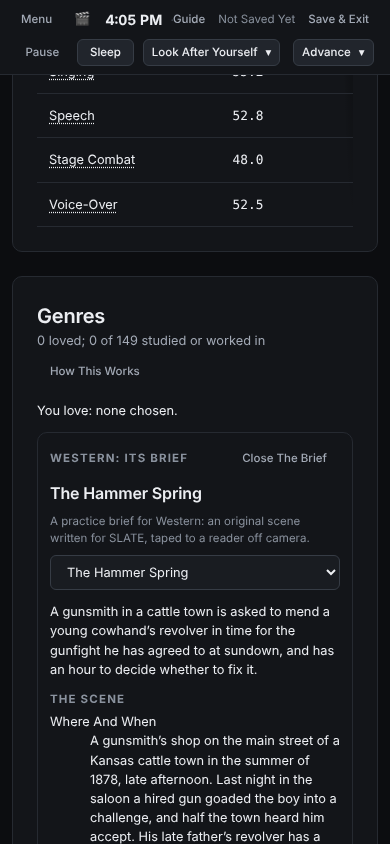 Menu 🎬 4:05 PM Guide Not Saved Yet Save & Exit
Pause Sleep Look After Yourself ▾ Advance ▾
Speech 52.8
Stage Combat 48.0
Voice-Over 52.5
Genres
0 loved; 0 of 149 studied or worked in
How This Works
You love: none chosen.
WESTERN: ITS BRIEF Close The Brief
The Hammer Spring
A practice brief for Western: an original scene
written for SLATE, taped to a reader off camera.
The Hammer Spring
A gunsmith in a cattle town is asked to mend a
young cowhand’s revolver in time for the
gunfight he has agreed to at sundown, and has
an hour to decide whether to fix it.
THE SCENE
Where And When
A gunsmith’s shop on the main street of a
Kansas cattle town in the summer of
1878, late afternoon. Last night in the
saloon a hired gun goaded the boy into a
challenge, and half the town heard him
accept. His late father’s revolver has a